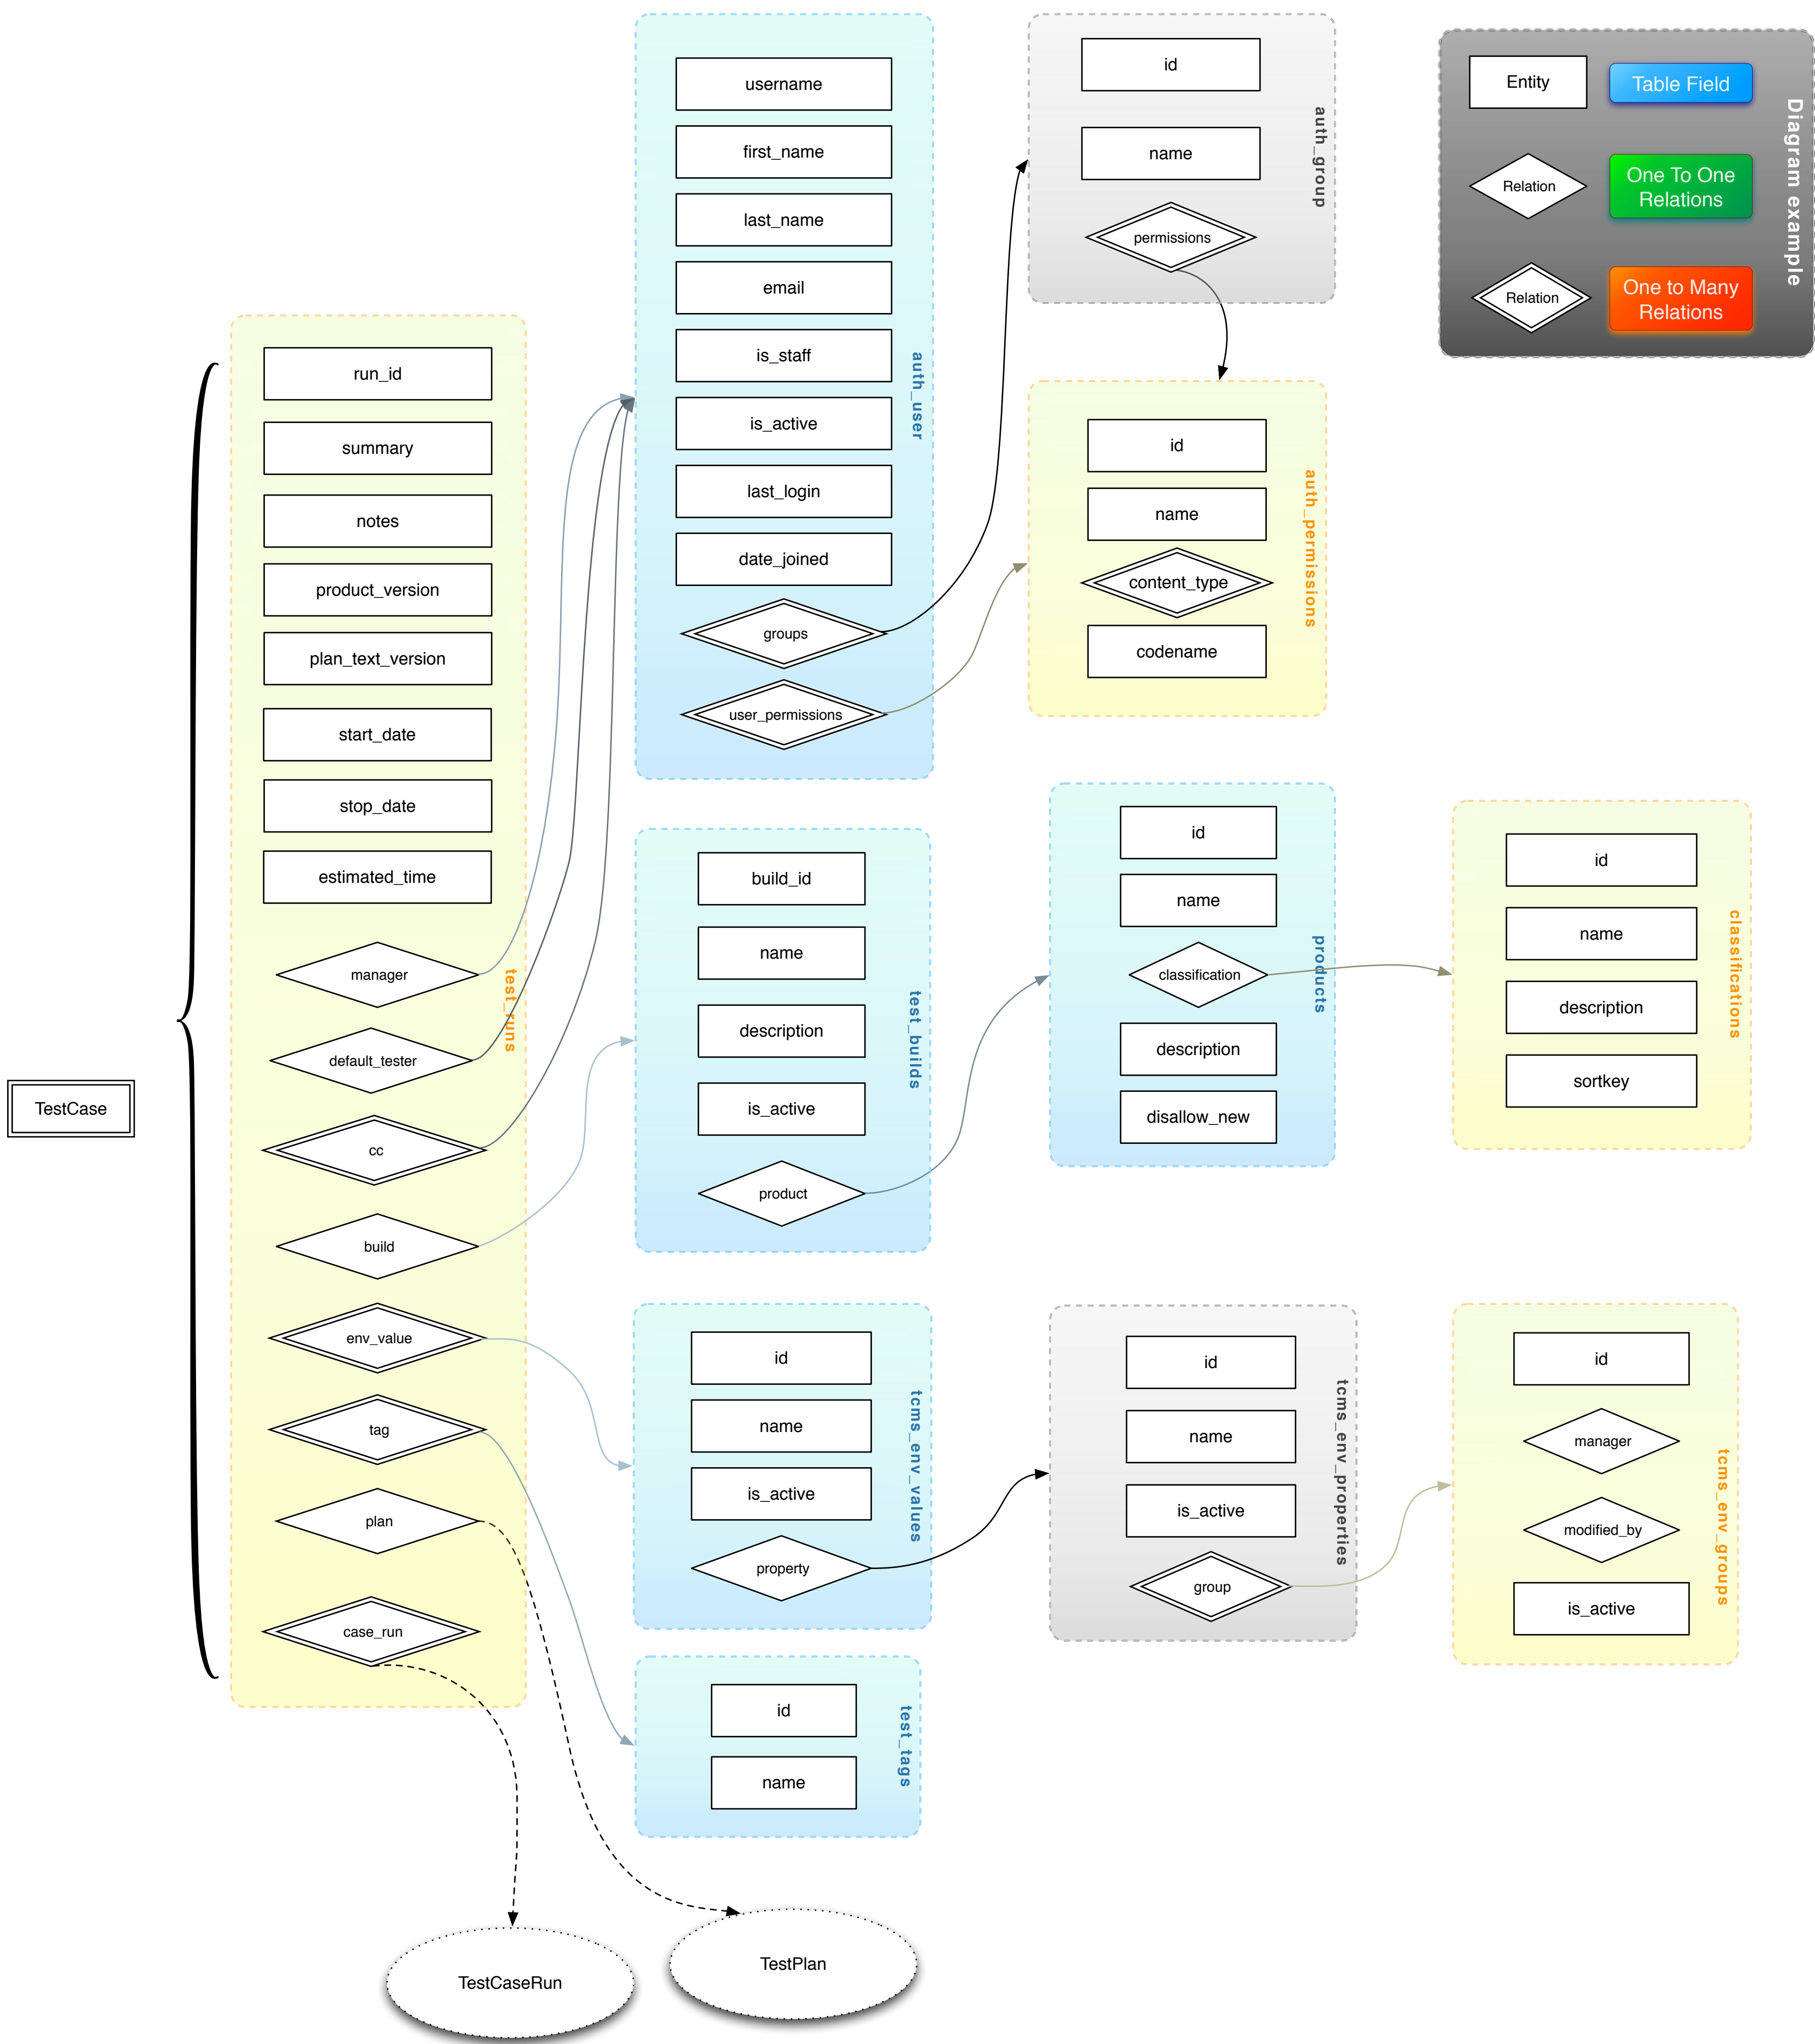 TestCase
run_id
summary
notes
product_version
plan_text_version
start_date
stop_date
estimated_time
manager
default_tester
cc
build
env_value
tag
plan
case_run
test_runs
username
first_name
last_name
email
is_staff
is_active
last_login
date_joined
groups
user_permissions
auth_user
id
name
permissions
auth_group
id
name
content_type
codename
auth_permissions
Entity
Table Field
Relation
One To One
Relations
Relation
One to Many
Relations
Diagram example
build_id
name
description
is_active
product
test_builds
id
name
classification
description
disallow_new
products
id
name
description
sortkey
classifications
id
name
is_active
property
tcms_env_values
id
name
is_active
group
tcms_env_properties
id
manager
modified_by
is_active
tcms_env_groups
id
name
test_tags
TestCaseRun
TestPlan